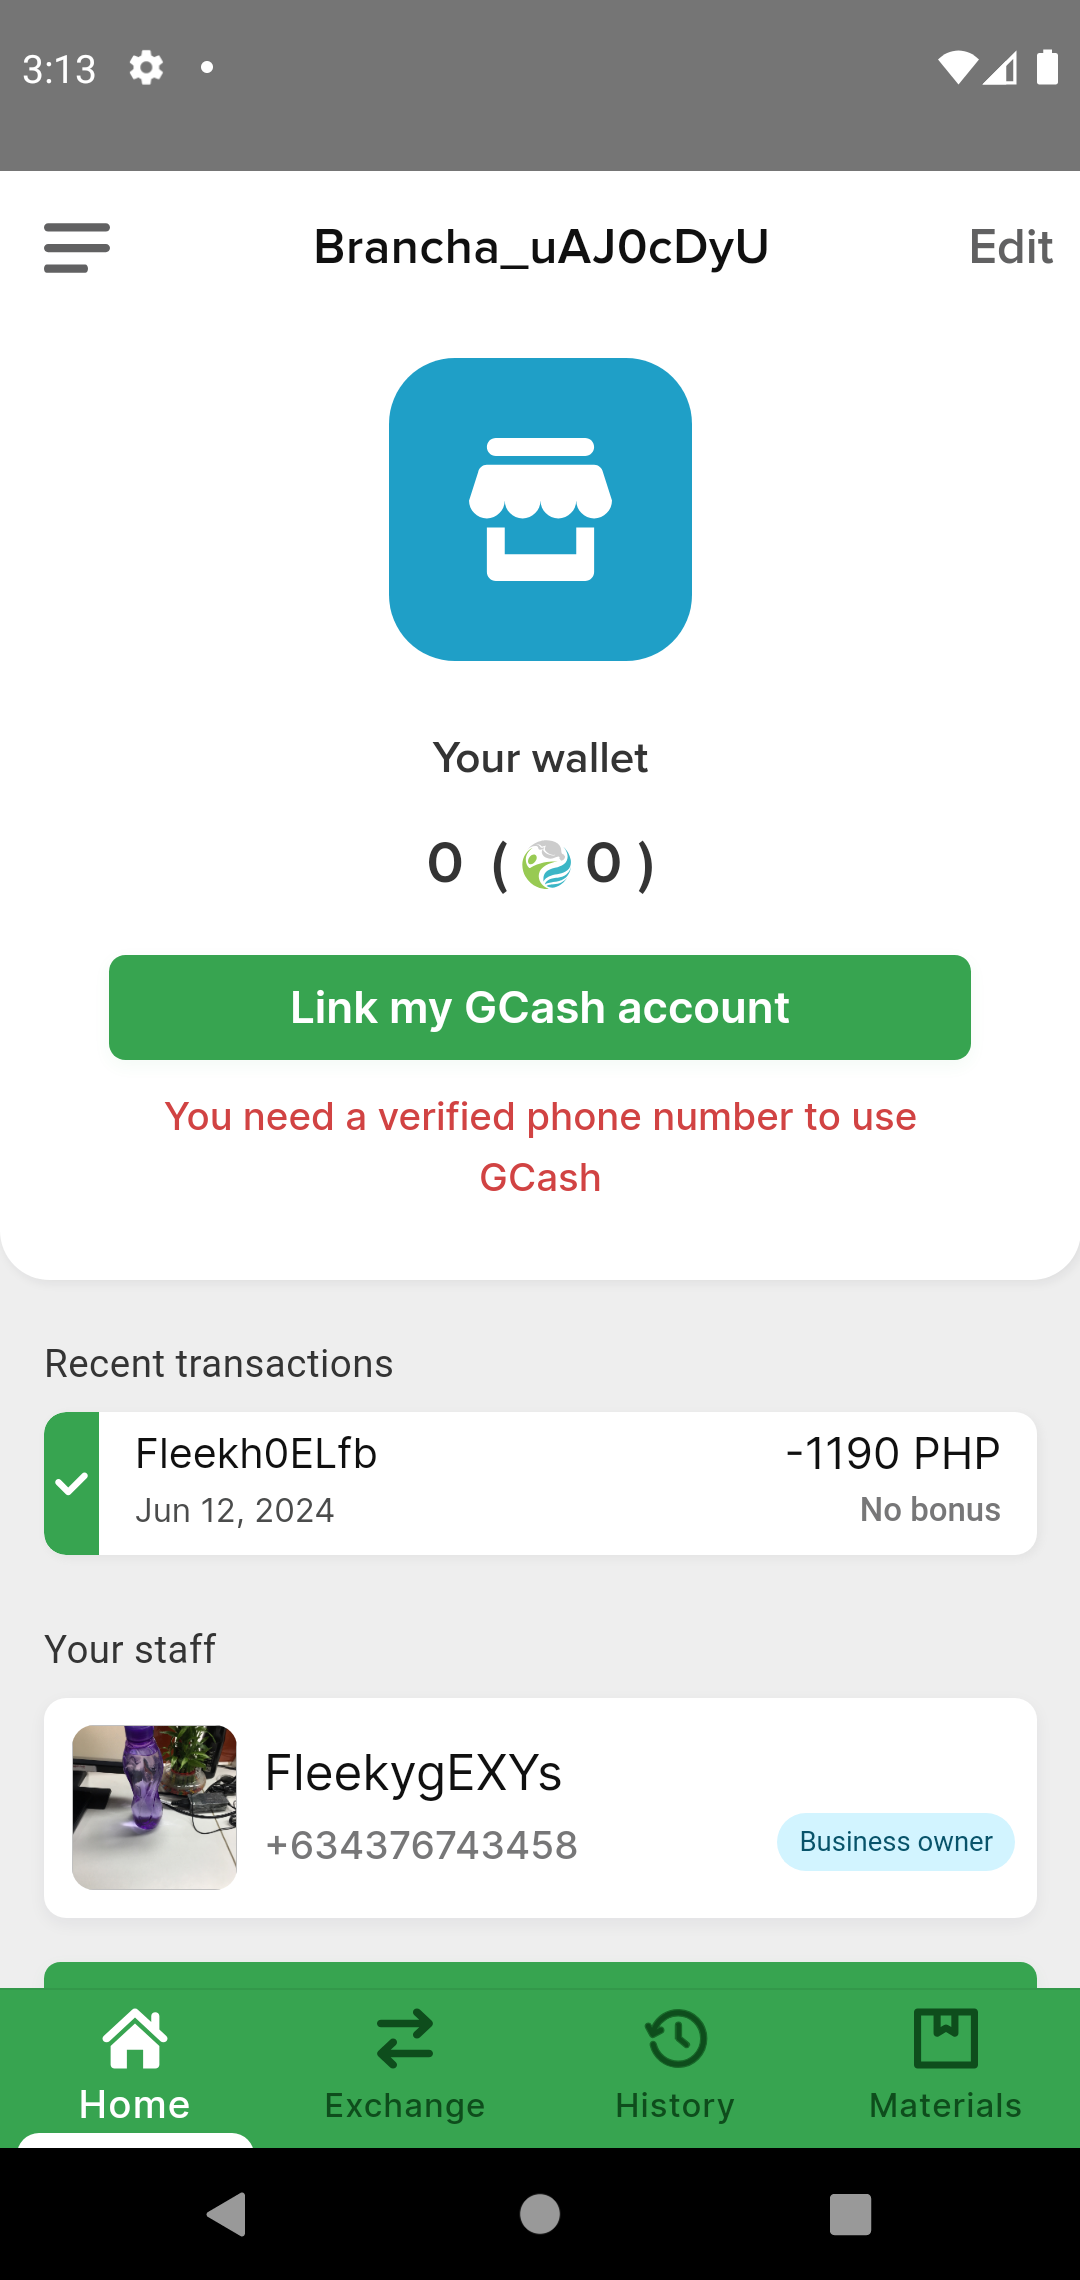 3:13
Brancha_uAJ0cDyU
Edit
Your wallet
0 ( 0 )
Link my GCash account
You need a verified phone number to use
GCash
Recent transactions
Fleekh0ELfb
-1190 PHP
Jun 12, 2024
No bonus
Your staff
FleekygEXYs
+634376743458
Business owner
Home
Exchange
History
Materials